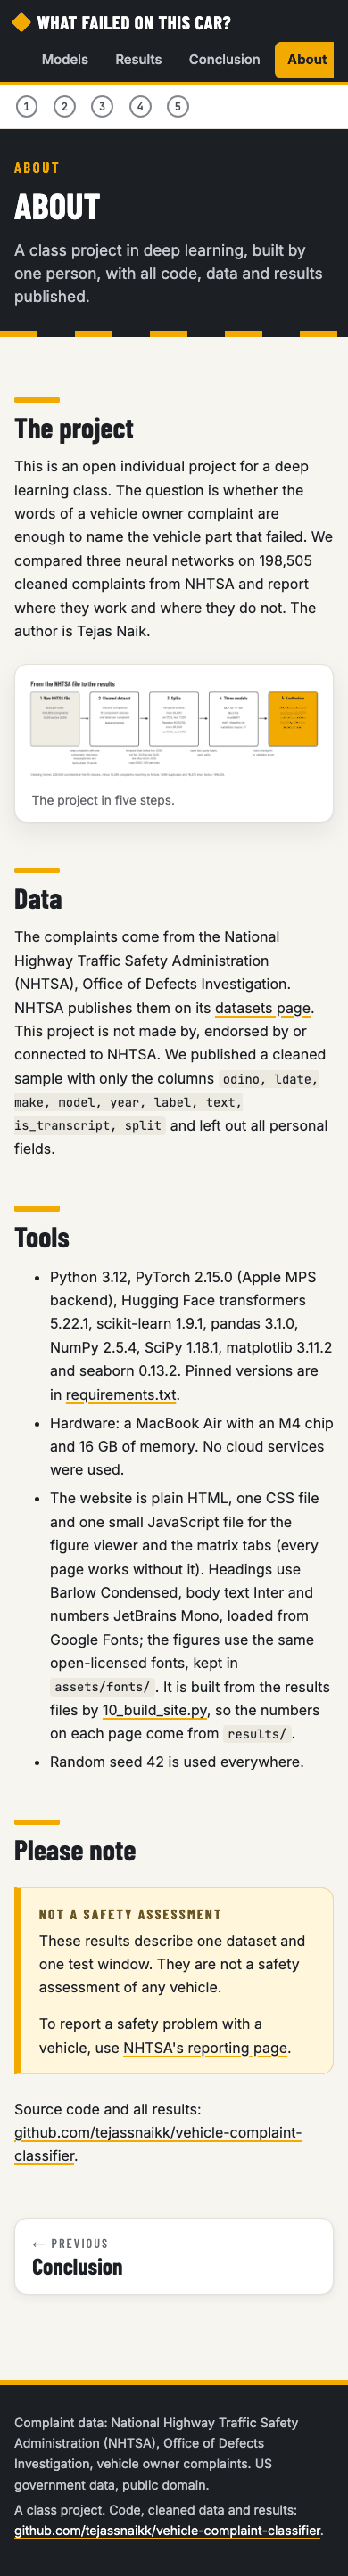 WHAT FAILED ON THIS CAR?
Models Results Conclusion About
1 2 3 4 5
ABOUT
ABOUT
A class project in deep learning, built by
one person, with all code, data and results
published.
The project
This is an open individual project for a deep
learning class. The question is whether the
words of a vehicle owner complaint are
enough to name the vehicle part that failed. We
compared three neural networks on 198,505
cleaned complaints from NHTSA and report
where they work and where they do not. The
author is Tejas Naik.
From the NHTSA file to the results
1. Raw NHTSA file 2. Cleaned dataset 3. Splits 4. Three models 5. Evaluation
The project in five steps.
Data
The complaints come from the National
Highway Traffic Safety Administration
(NHTSA), Office of Defects Investigation.
NHTSA publishes them on its datasets page.
This project is not made by, endorsed by or
connected to NHTSA. We published a cleaned
sample with only the columns odino, ldate,
make, model, year, label, text,
is_transcript, split and left out all personal
fields.
Tools
• Python 3.12, PyTorch 2.15.0 (Apple MPS
backend), Hugging Face transformers
5.22.1, scikit-learn 1.9.1, pandas 3.1.0,
NumPy 2.5.4, SciPy 1.18.1, matplotlib 3.11.2
and seaborn 0.13.2. Pinned versions are
in requirements.txt.
• Hardware: a MacBook Air with an M4 chip
and 16 GB of memory. No cloud services
were used.
• The website is plain HTML, one CSS file
and one small JavaScript file for the
figure viewer and the matrix tabs (every
page works without it). Headings use
Barlow Condensed, body text Inter and
numbers JetBrains Mono, loaded from
Google Fonts; the figures use the same
open-licensed fonts, kept in
assets/fonts/. It is built from the results
files by 10_build_site.py, so the numbers
on each page come from results/.
• Random seed 42 is used everywhere.
Please note
NOT A SAFETY ASSESSMENT
These results describe one dataset and
one test window. They are not a safety
assessment of any vehicle.
To report a safety problem with a
vehicle, use NHTSA's reporting page.
Source code and all results:
github.com/tejassnaikk/vehicle-complaint-
classifier.
← PREVIOUS
Conclusion
Complaint data: National Highway Traffic Safety
Administration (NHTSA), Office of Defects
Investigation, vehicle owner complaints. US
government data, public domain.
A class project. Code, cleaned data and results:
github.com/tejassnaikk/vehicle-complaint-classifier.